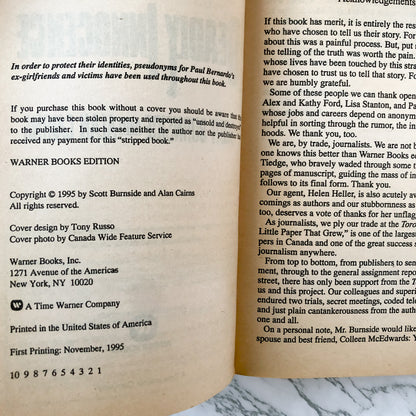 In order to protect their identities, pseudonyms for Paul Bernardo's
ex-girlfriends and victims have been used throughout this book.
If you purchase this book without a cover you should be aware that
book may have been stolen property and reported as "unsold and destroyed
to the publisher. In such case neither the author nor the publisher
received any payment for this "stripped book."
WARNER BOOKS EDITION
Copyright © 1995 by Scott Burnside and Alan Cairns
All rights reserved.
Cover design by Tony Russo
Cover photo by Canada Wide Feature Service
Warner Books, Inc.
1271 Avenue of the Americas
New York, NY 10020
A Time Warner Company
Printed in the United States of America
First Printing: November, 1995
10 9 8 7 6 5 4 3 2 1
Acknowledgements
If this book has merit, it is entirely the res
who have chosen to tell us their story. For
about this was a painful process. But, put
the telling of the truth was worth the pain.
whose lives have been touched by this stra
have chosen to trust us to tell that story. Fo
we are humbly grateful.
Some of these people we can thank open
Alex and Kathy Ford, Lisa Stanton, and Pa
whose jobs and careers depend on anonym
helpful in sorting through the rumor, the in
hoods. We thank you, too.
We are, by trade, journalists. We are not bo
one knows this better than Warner Books ed
Tiedge, who bravely waded through some t
pages of manuscript, guiding the mass of in
follows to its final form. Thank you.
Our agent, Helen Heller, is also keenly av
comings as authors and our stubbornness as
too, deserves a vote of thanks for her unflag
As journalists, we ply our trade at the Toro
Little Paper That Grew," is one of the larges
pers in Canada and one of the great success s
journalism anywhere.
From top to bottom, from publishers to sen
ment, through to the general assignment repor
street, there has only been support from the T
us and this project. Our colleagues and superi
endured two trials, secret meetings, coded tele
and just plain cantankerousness from the autho
one and all.
On a personal note, Mr. Burnside would like
spouse and best friend, Colleen McEdwards: Y